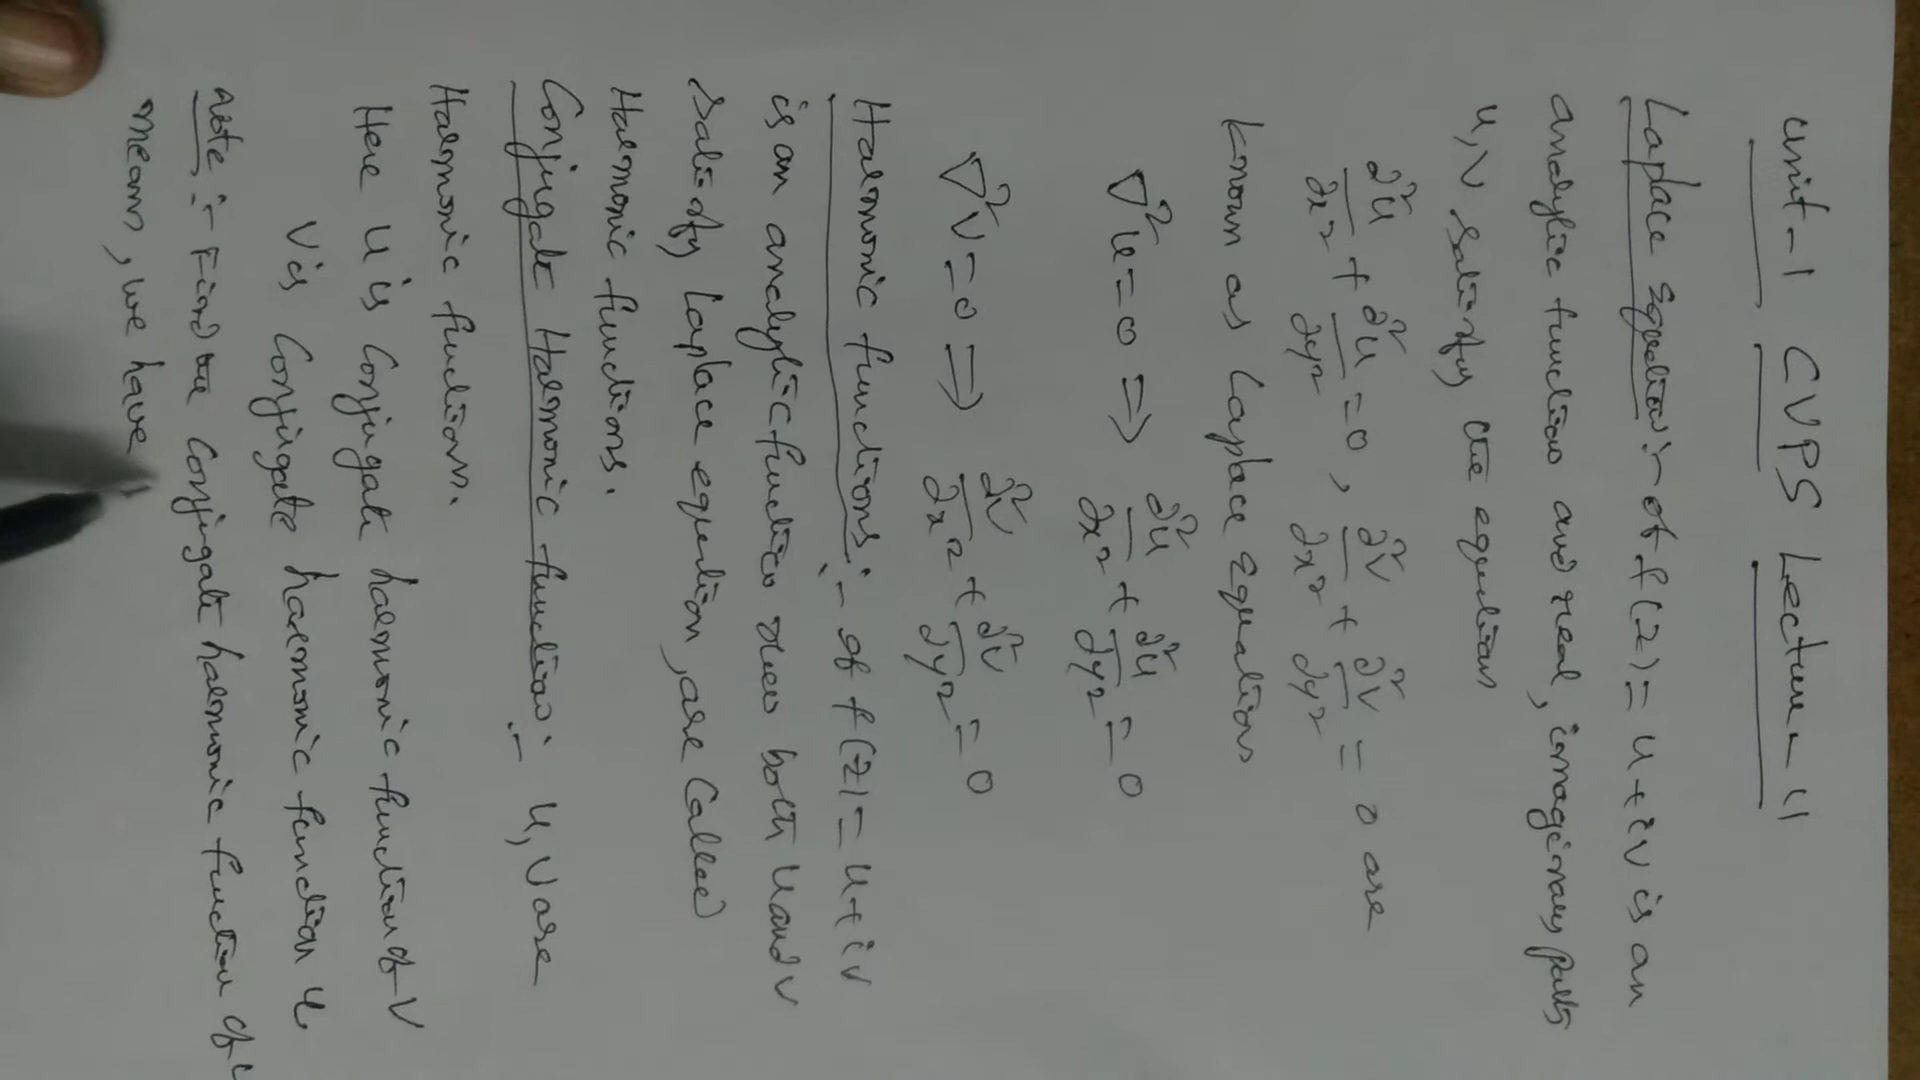 Unit-1 CVPS Lecture-11
Laplace Equation:- If f(z) = u+iv is an
analytic function and real, imaginary parts
u,v satisfy the equations
∂²u/∂x² + ∂²u/∂y² = 0, ∂²v/∂x² + ∂²v/∂y² = 0 are
known as Laplace Equations
∇²u=0 ⇒ ∂²u/∂x² + ∂²u/∂y² = 0
∇²v=0 ⇒ ∂²v/∂x² + ∂²v/∂y² = 0
Harmonic functions:- If f(z) = u+iv
is an analytic function then both u and v
satisfy Laplace equation, are called
Harmonic functions.
Conjugate Harmonic function:- u, v are
Harmonic functions.
Here u is conjugate harmonic function of v
v is conjugate harmonic function u
Note:- Find the conjugate harmonic function of
means, we have